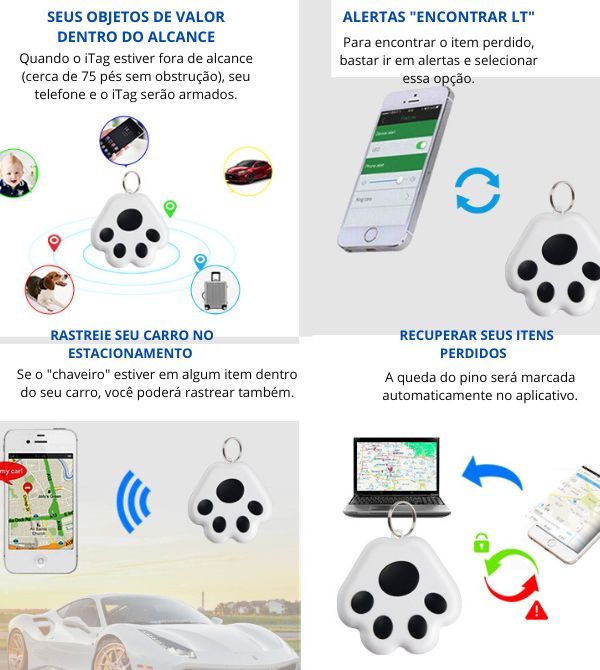 SEUS OBJETOS DE VALOR
DENTRO DO ALCANCE
Quando o iTag estiver fora de alcance
(cerca de 75 pés sem obstrução), seu
telefone e o iTag serão armados.
ALERTAS "ENCONTRAR LT"
Para encontrar o item perdido,
bastar ir em alertas e selecionar
essa opção.
RASTREIE SEU CARRO NO
ESTACIONAMENTO
Se o "chaveiro" estiver em algum item dentro
do seu carro, você poderá rastrear também.
my car!
RECUPERAR SEUS ITENS
PERDIDOS
A queda do pino será marcada
automaticamente no aplicativo.